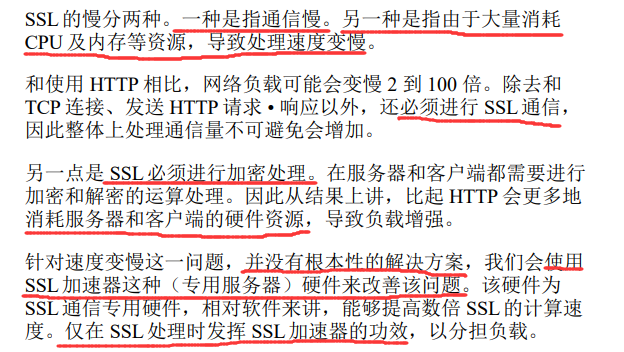 SSL 的慢分两种。一种是指通信慢。另一种是指由于大量消耗
CPU 及内存等资源，导致处理速度变慢。
和使用 HTTP 相比，网络负载可能会变慢 2 到 100 倍。除去和
TCP 连接、发送 HTTP 请求 • 响应以外，还必须进行 SSL 通信，
因此整体上处理通信量不可避免会增加。
另一点是 SSL 必须进行加密处理。在服务器和客户端都需要进行
加密和解密的运算处理。因此从结果上讲，比起 HTTP 会更多地
消耗服务器和客户端的硬件资源，导致负载增强。
针对速度变慢这一问题，并没有根本性的解决方案，我们会使用
SSL 加速器这种（专用服务器）硬件来改善该问题。该硬件为
SSL 通信专用硬件，相对软件来讲，能够提高数倍 SSL 的计算速
度。仅在 SSL 处理时发挥 SSL 加速器的功效，以分担负载。